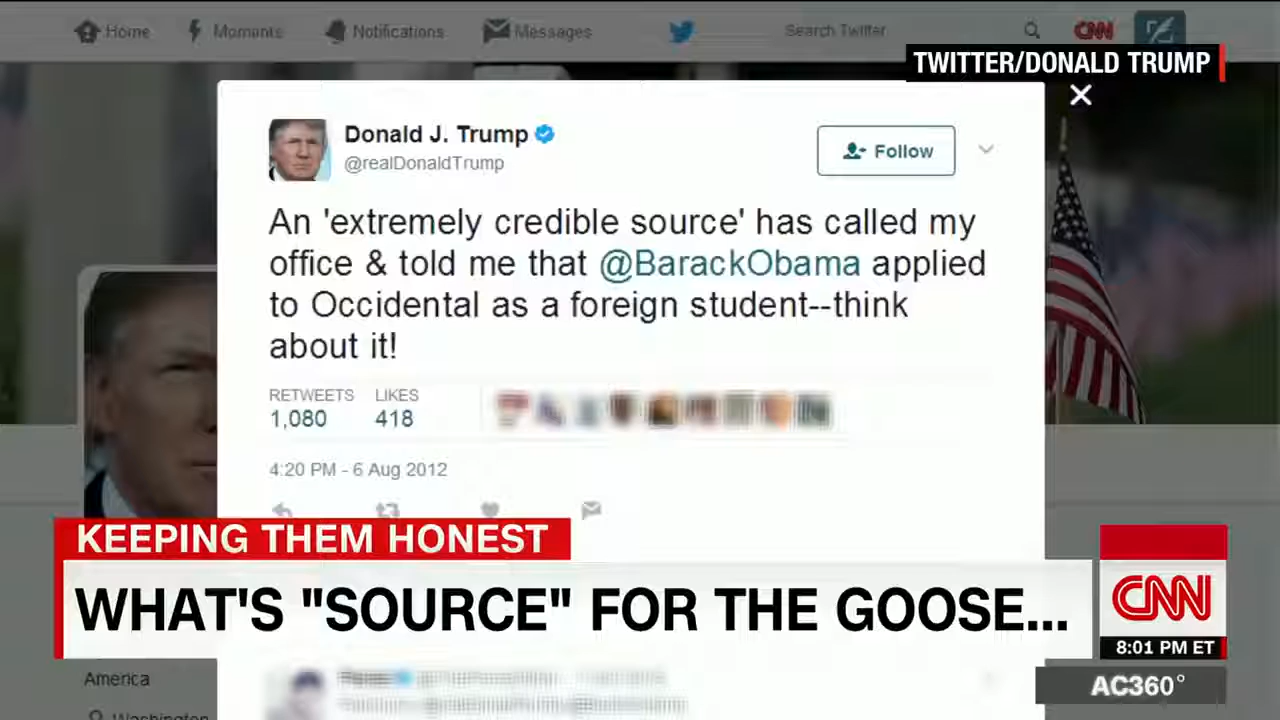 Home Moments Notifications Messages Search Twitter CNN
TWITTER/DONALD TRUMP
Donald J. Trump
@realDonaldTrump
Follow
An 'extremely credible source' has called my
office & told me that @BarackObama applied
to Occidental as a foreign student--think
about it!
RETWEETS LIKES
1,080 418
4:20 PM - 6 Aug 2012
KEEPING THEM HONEST
WHAT'S "SOURCE" FOR THE GOOSE...
CNN
8:01 PM ET
America
AC360°
Washington